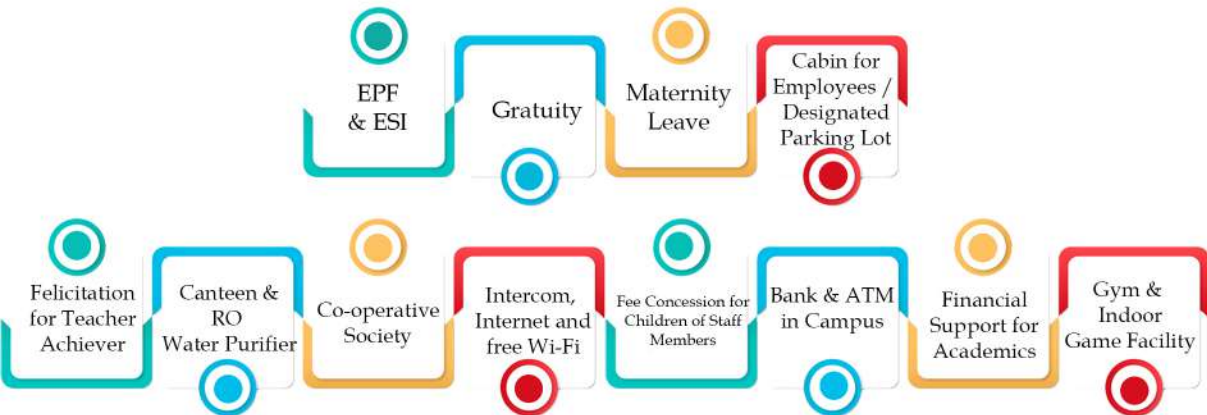 EPF
& ESI
Gratuity
Maternity
Leave
Cabin for
Employees /
Designated
Parking Lot
Felicitation
for Teacher
Achiever
Canteen &
RO
Water Purifier
Co-operative
Society
Intercom,
Internet and
free Wi-Fi
Fee Concession for
Children of Staff
Members
Bank & ATM
in Campus
Financial
Support for
Academics
Gym &
Indoor
Game Facility